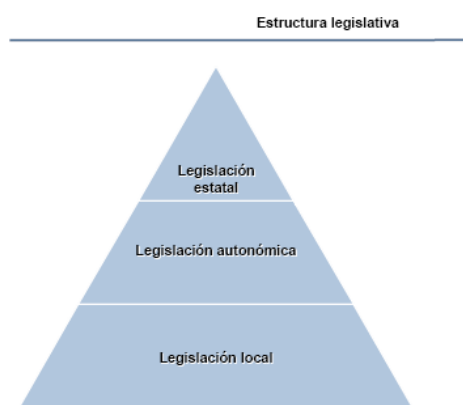 Estructura legislativa
Legislación
estatal
Legislación autonómica
Legislación local